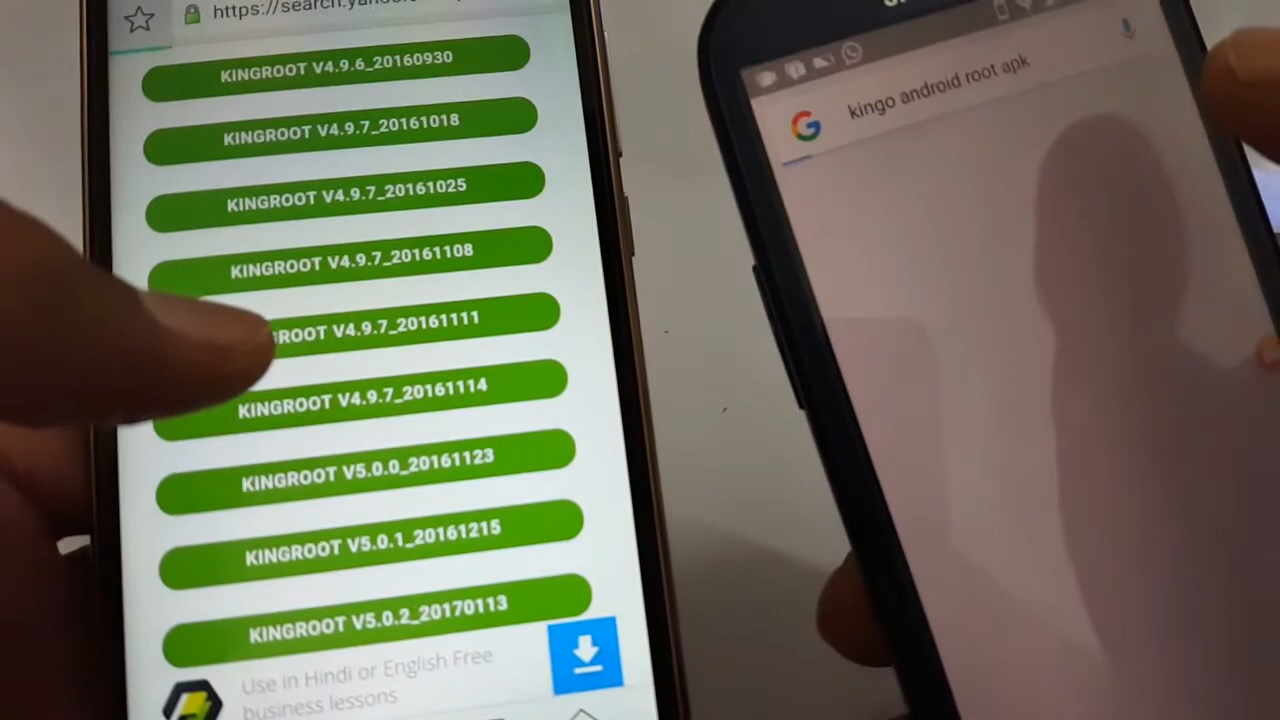 https://search.yahoo.
KINGROOT V4.9.6_20160930
KINGROOT V4.9.7_20161018
KINGROOT V4.9.7_20161025
KINGROOT V4.9.7_20161108
ROOT V4.9.7_20161111
KINGROOT V4.9.7_20161114
KINGROOT V5.0.0_20161123
KINGROOT V5.0.1_20161215
KINGROOT V5.0.2_20170113
Use in Hindi or English Free
business lessons
kingo android root apk